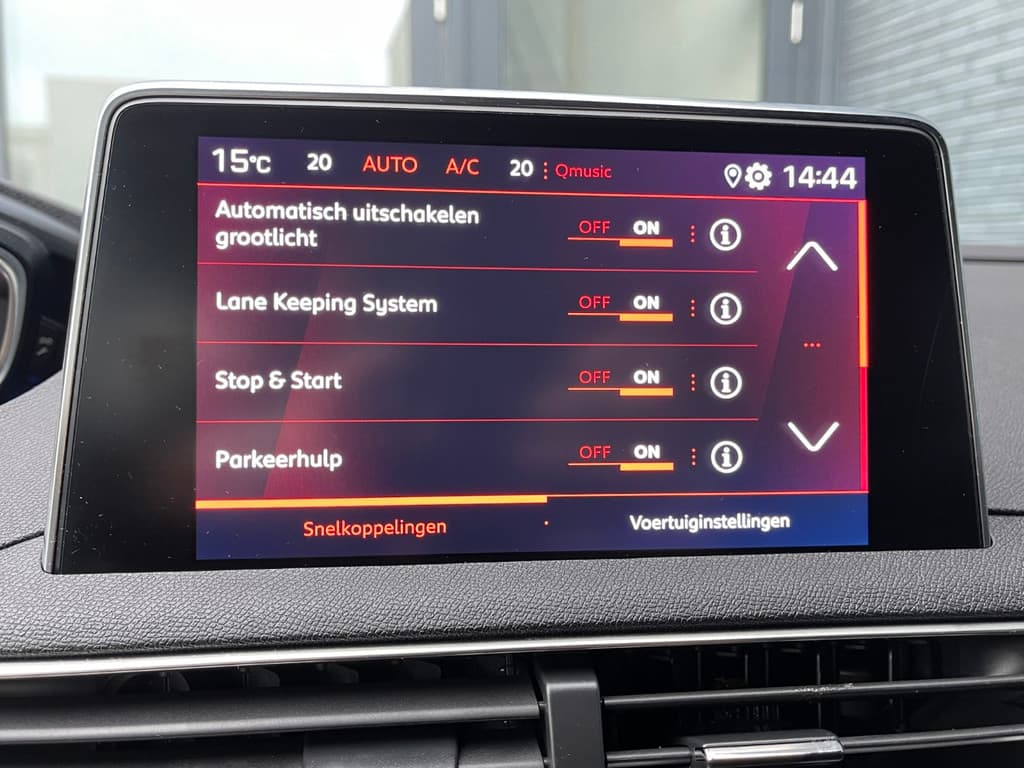 15°C 20 AUTO A/C 20 Qmusic 14:44
Automatisch uitschakelen
grootlicht OFF ON
Lane Keeping System OFF ON
Stop & Start OFF ON
Parkeerhulp OFF ON
Snelkoppelingen Voertuiginstellingen